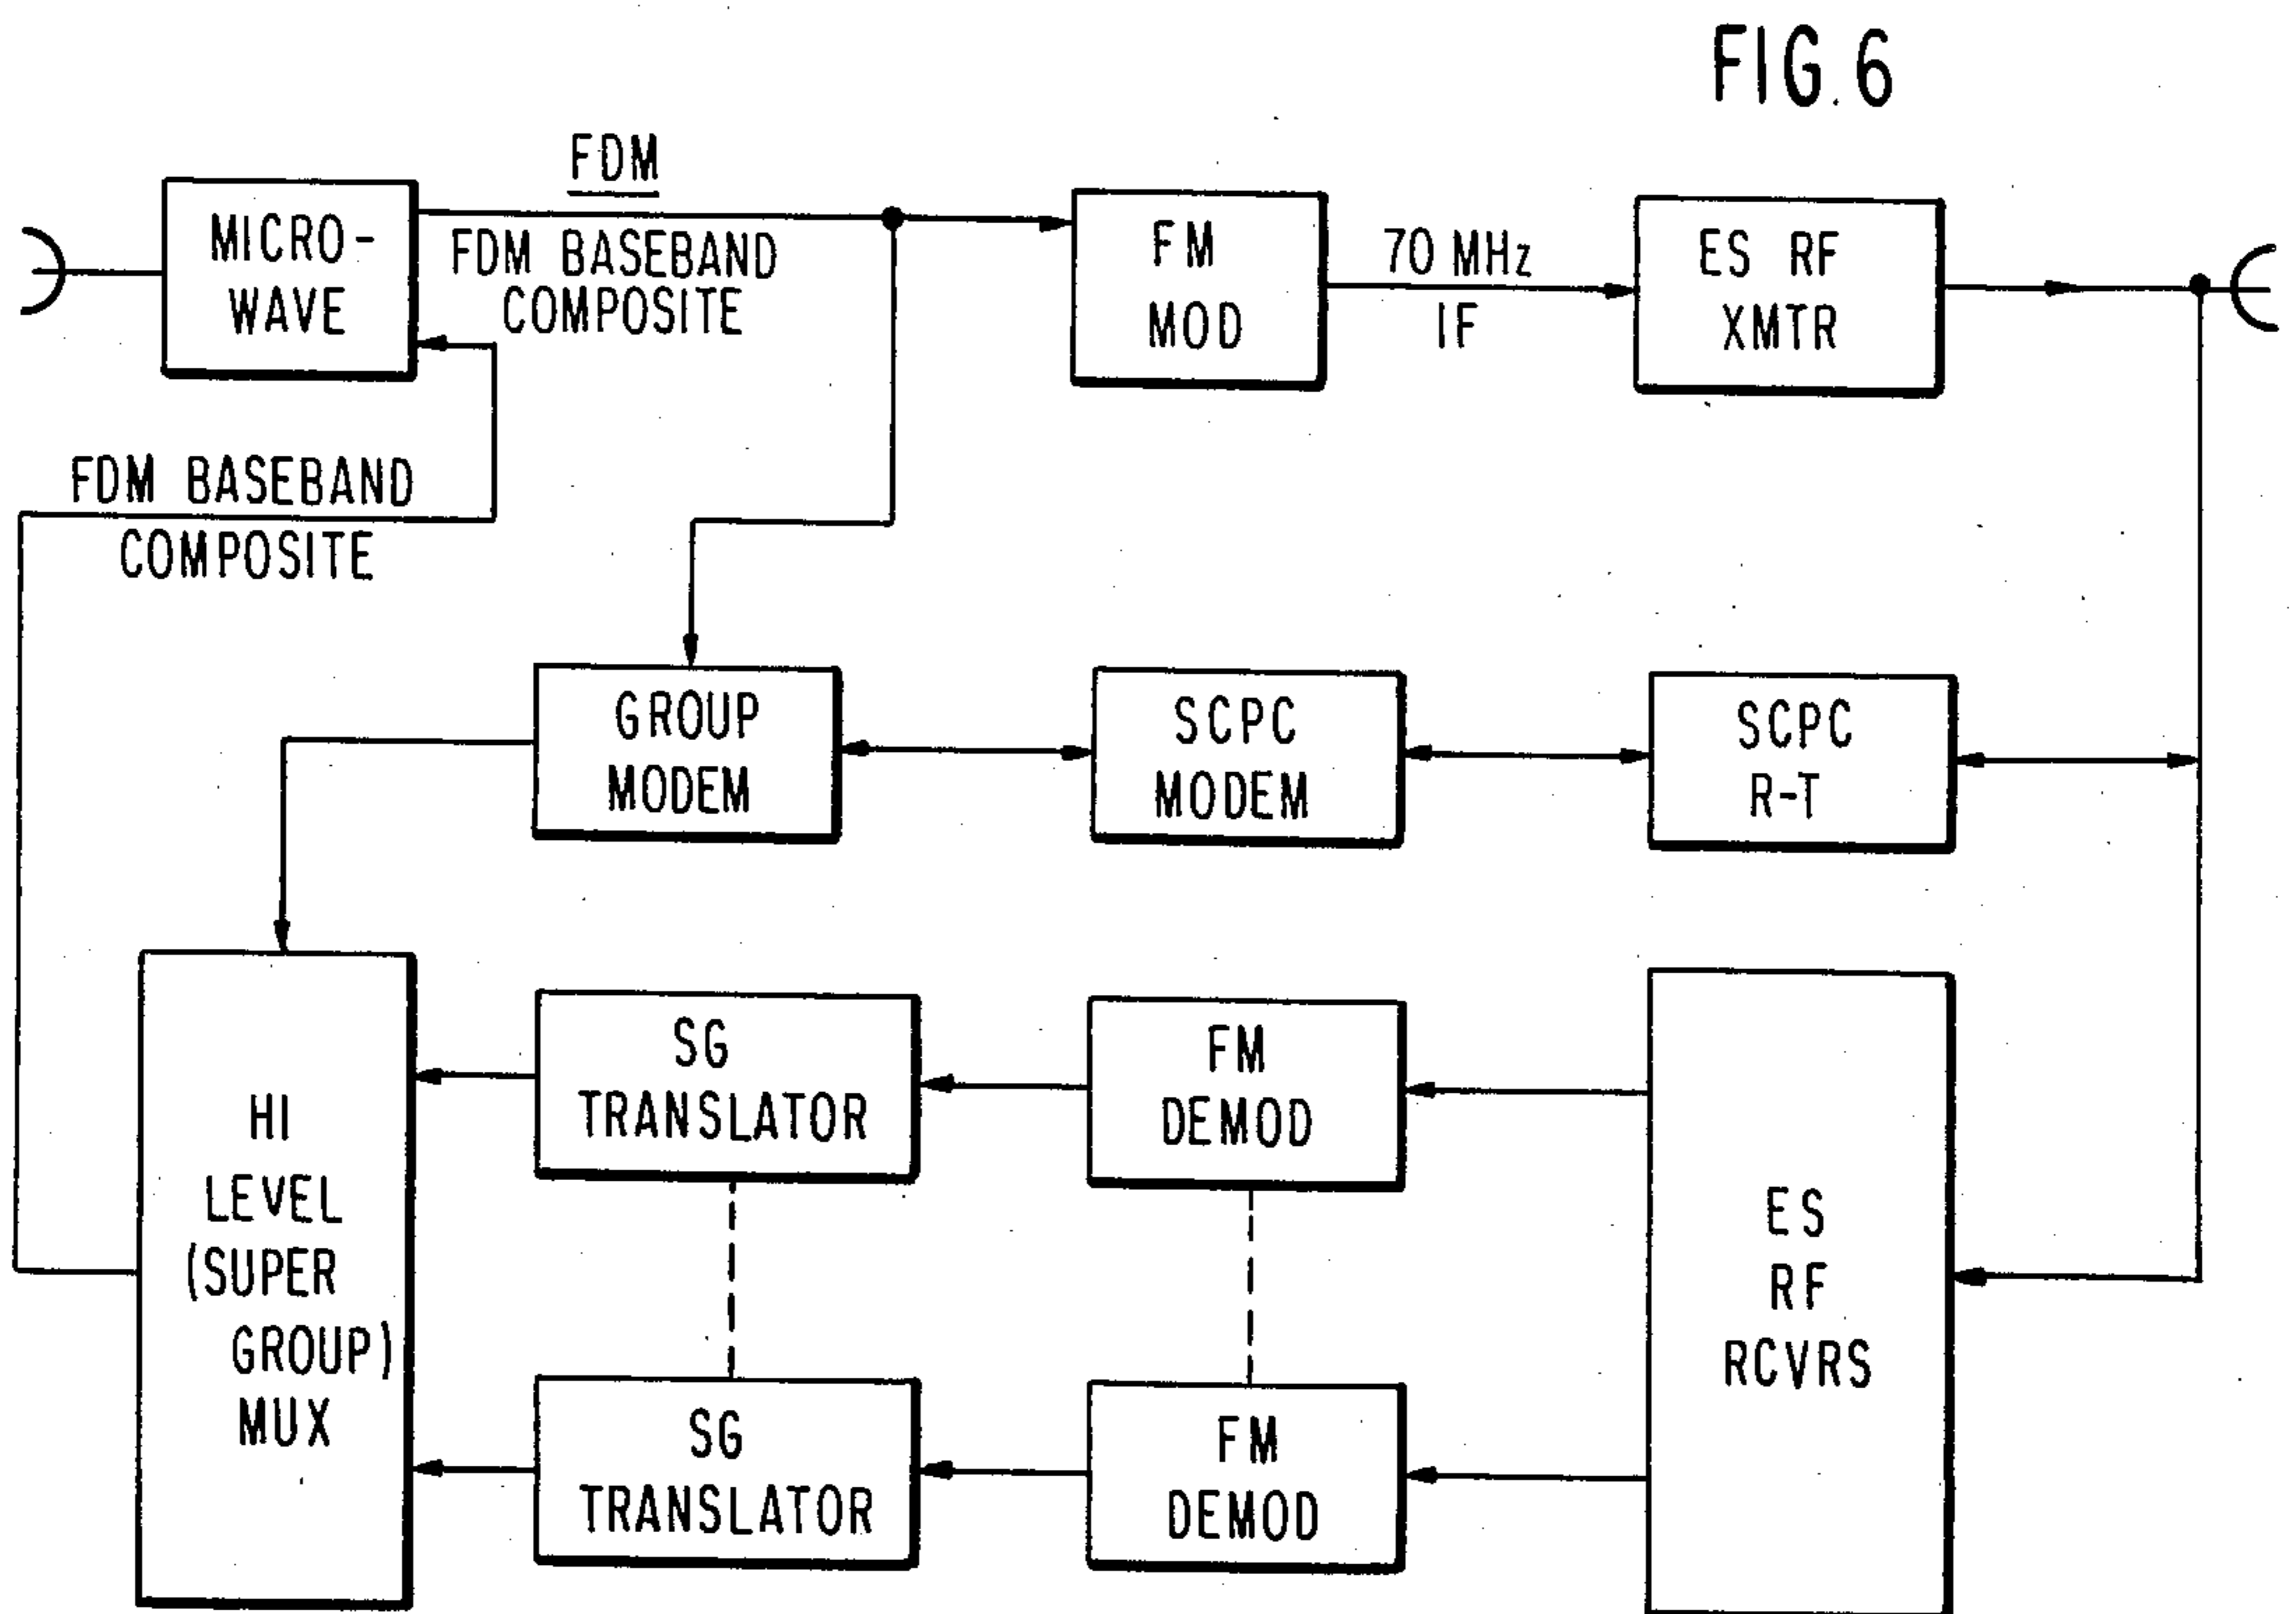 FIG. 6
FDM
MICRO-
WAVE
FDM BASEBAND
COMPOSITE
FM
MOD
70 MHz
IF
ES RF
XMTR
FDM BASEBAND
COMPOSITE
GROUP
MODEM
SCPC
MODEM
SCPC
R-T
HI
LEVEL
(SUPER
GROUP)
MUX
SG
TRANSLATOR
FM
DEMOD
ES
RF
RCVRS
SG
TRANSLATOR
FM
DEMOD